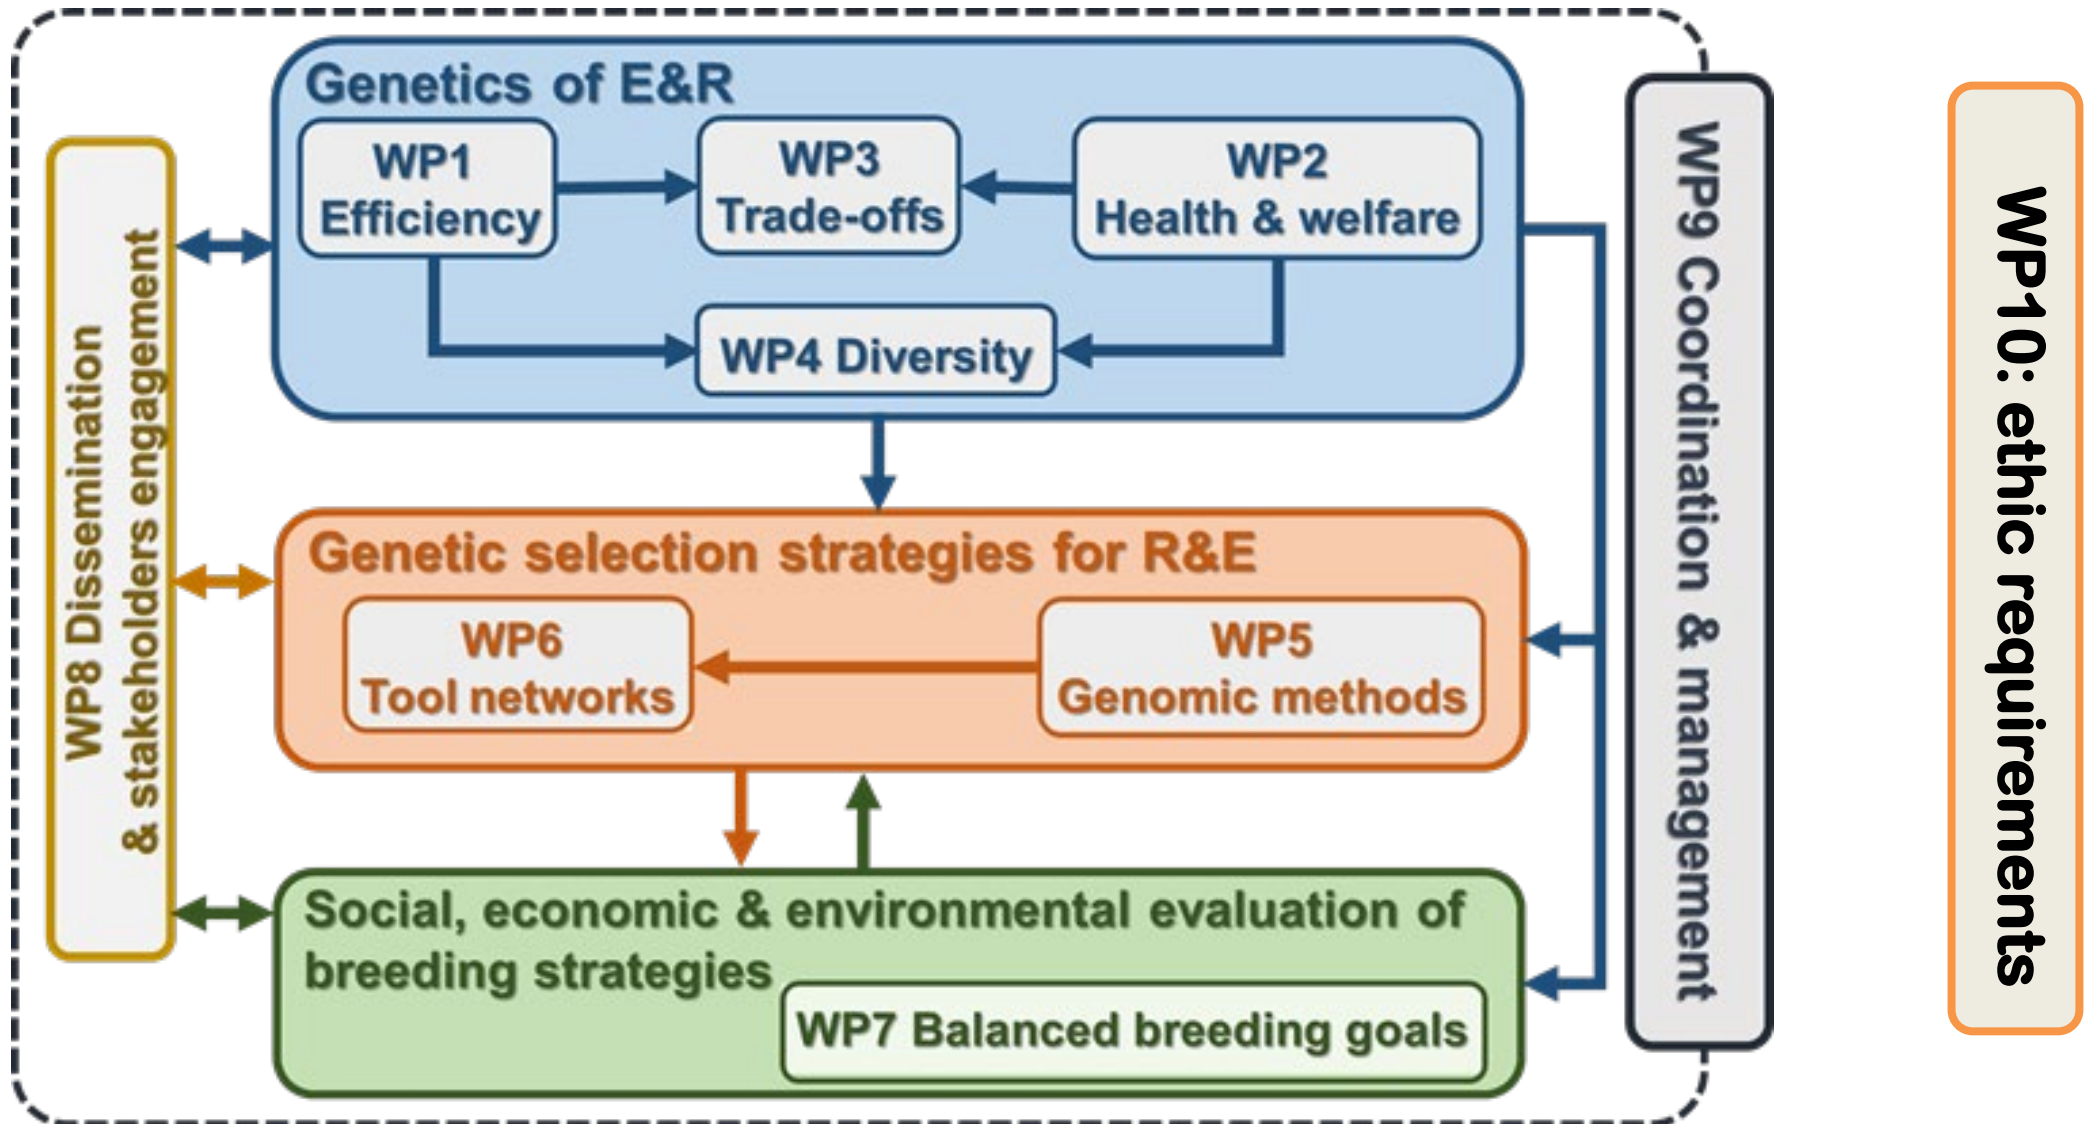 Genetics of E&R
WP1
Efficiency
WP3
Trade-offs
WP2
Health & welfare
WP4 Diversity
Genetic selection strategies for R&E
WP6
Tool networks
WP5
Genomic methods
Social, economic & environmental evaluation of
breeding strategies
WP7 Balanced breeding goals
WP8 Dissemination
& stakeholders engagement
WP9 Coordination & management
WP10: ethic requirements